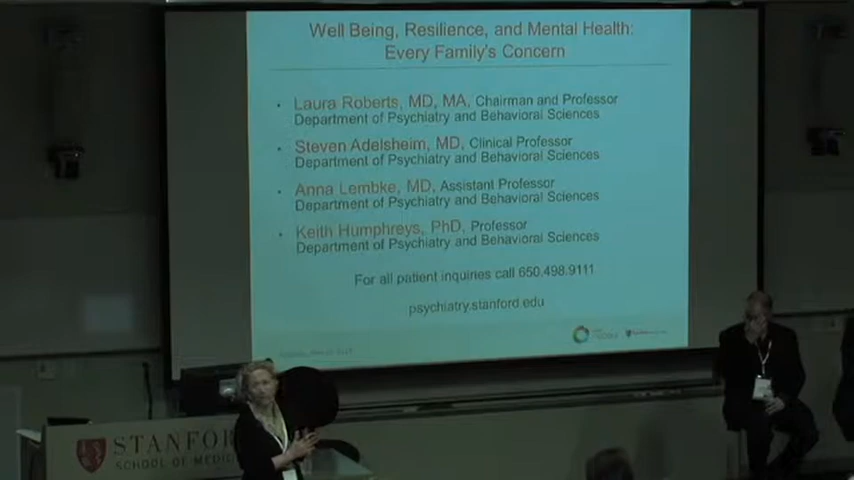 Well Being, Resilience, and Mental Health:
Every Family's Concern
• Laura Roberts, MD, MA, Chairman and Professor
Department of Psychiatry and Behavioral Sciences
• Steven Adelsheim, MD, Clinical Professor
Department of Psychiatry and Behavioral Sciences
• Anna Lembke, MD, Assistant Professor
Department of Psychiatry and Behavioral Sciences
• Keith Humphreys, PhD, Professor
Department of Psychiatry and Behavioral Sciences
For all patient inquiries call 650.498.9111
psychiatry.stanford.edu
STANFOR
SCHOOL OF MEDIC